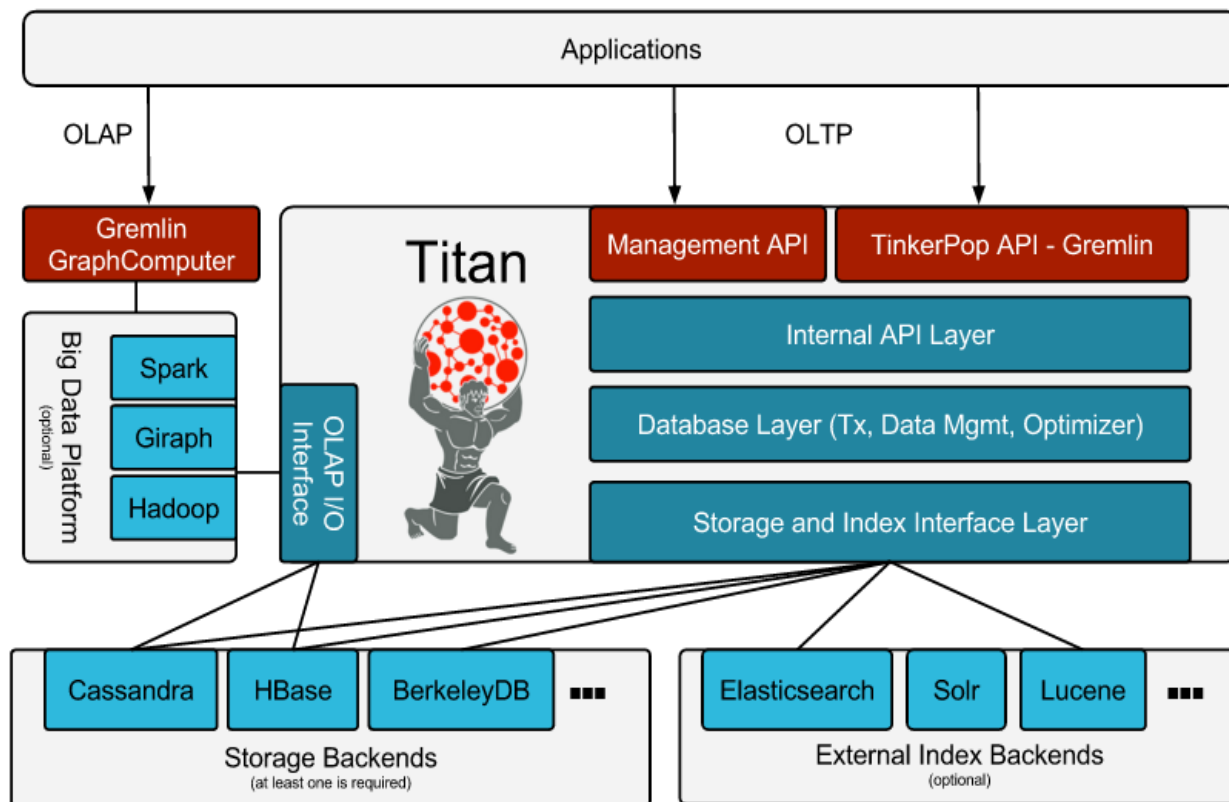 Applications
OLAP
OLTP
Gremlin
GraphComputer
Titan
Management API
TinkerPop API - Gremlin
Big Data Platform
(optional)
Spark
Giraph
Hadoop
OLAP I/O
Interface
Internal API Layer
Database Layer (Tx, Data Mgmt, Optimizer)
Storage and Index Interface Layer
Cassandra
HBase
BerkeleyDB
Storage Backends
(at least one is required)
Elasticsearch
Solr
Lucene
External Index Backends
(optional)